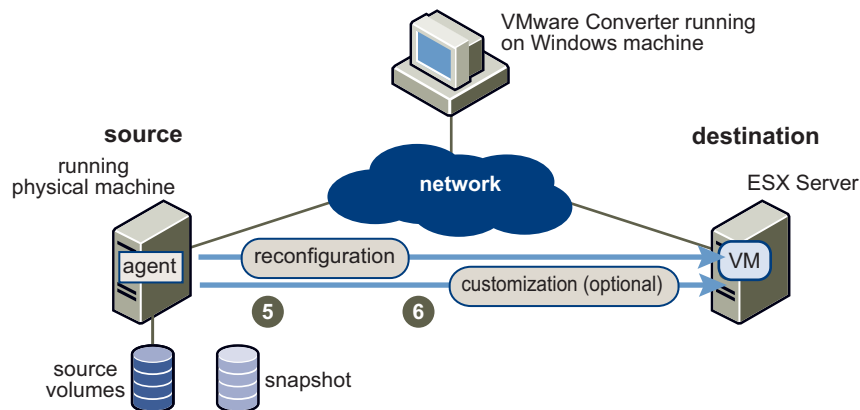 VMware Converter running
on Windows machine
source
running
physical machine
destination
ESX Server
network
agent
reconfiguration
VM
customization (optional)
5
6
source
volumes
snapshot